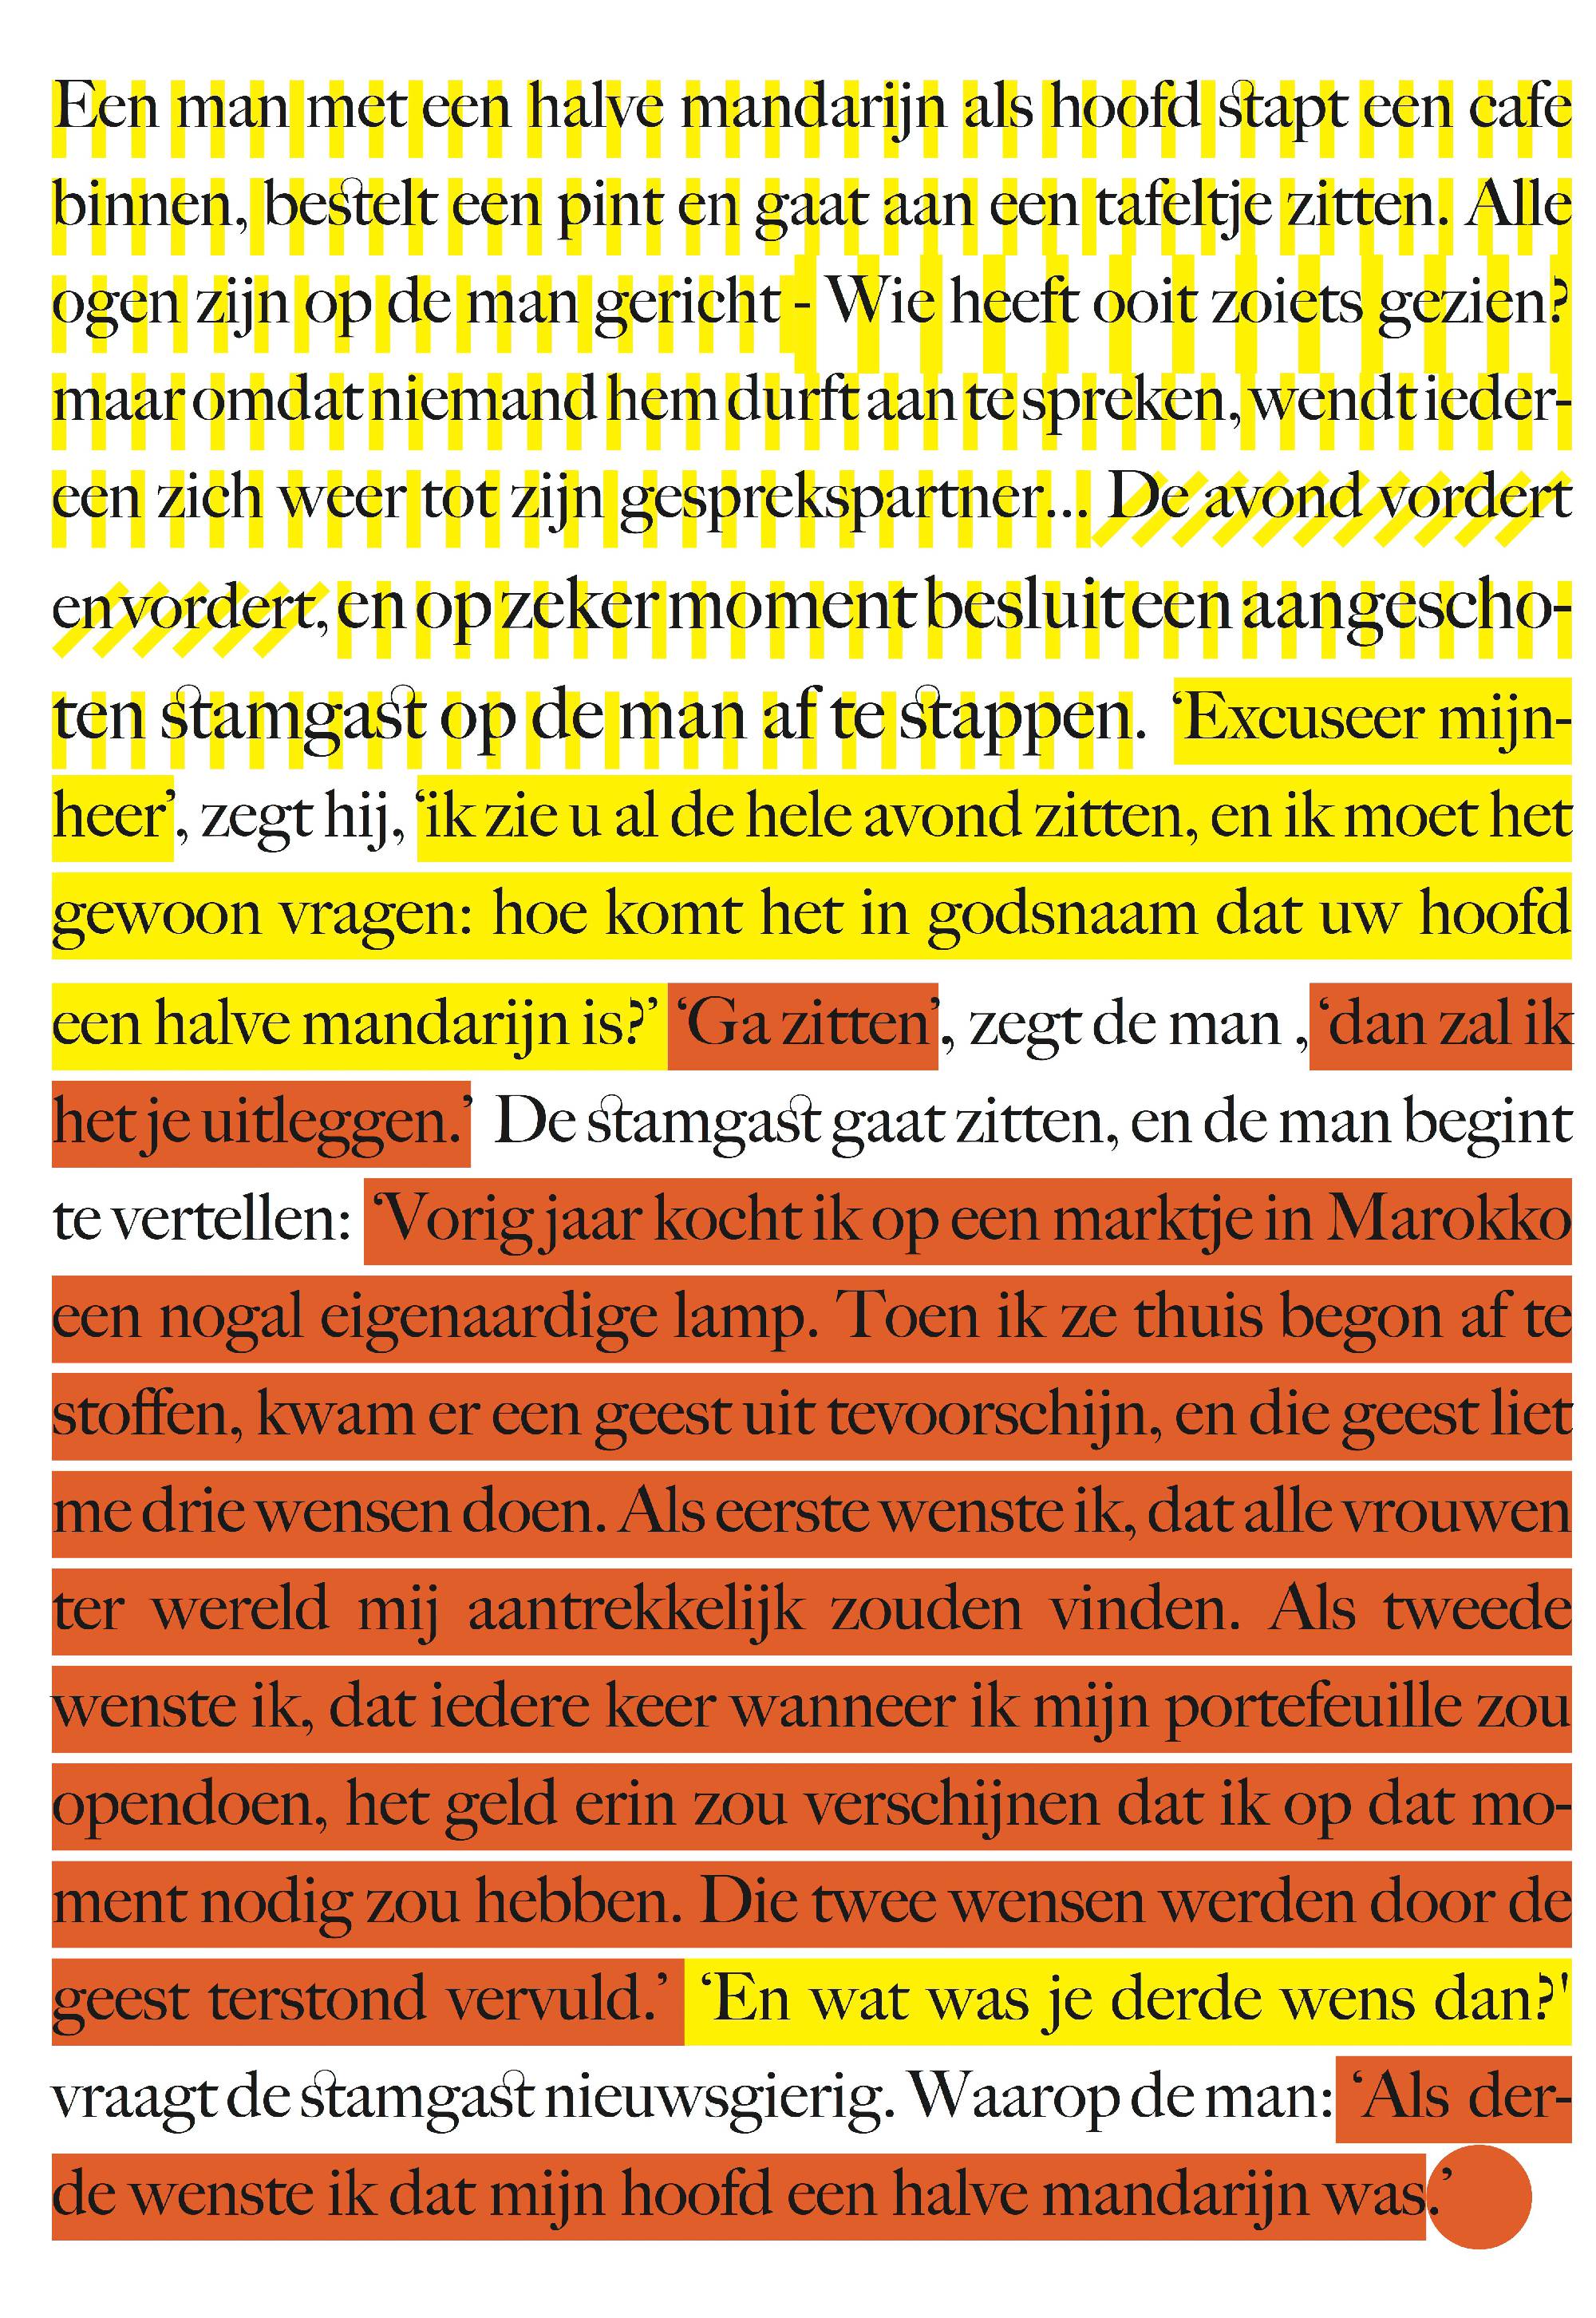 Een man met een halve mandarijn als hoofd stapt een cafe
binnen, bestelt een pint en gaat aan een tafeltje zitten. Alle
ogen zijn op de man gericht - Wie heeft ooit zoiets gezien?
maar omdat niemand hem durft aan te spreken, wendt ieder-
een zich weer tot zijn gesprekspartner... De avond vordert
en vordert, en op zeker moment besluit een aangescho-
ten stamgast op de man af te stappen. ‘Excuseer mijn-
heer’, zegt hij, ‘ik zie u al de hele avond zitten, en ik moet het
gewoon vragen: hoe komt het in godsnaam dat uw hoofd
een halve mandarijn is?’ ‘Ga zitten’, zegt de man , ‘dan zal ik
het je uitleggen.’ De stamgast gaat zitten, en de man begint
te vertellen: ‘Vorig jaar kocht ik op een marktje in Marokko
een nogal eigenaardige lamp. Toen ik ze thuis begon af te
stoffen, kwam er een geest uit tevoorschijn, en die geest liet
me drie wensen doen. Als eerste wenste ik, dat alle vrouwen
ter wereld mij aantrekkelijk zouden vinden. Als tweede
wenste ik, dat iedere keer wanneer ik mijn portefeuille zou
opendoen, het geld erin zou verschijnen dat ik op dat mo-
ment nodig zou hebben. Die twee wensen werden door de
geest terstond vervuld.’ ‘En wat was je derde wens dan?'
vraagt de stamgast nieuwsgierig. Waarop de man: ‘Als der-
de wenste ik dat mijn hoofd een halve mandarijn was.’